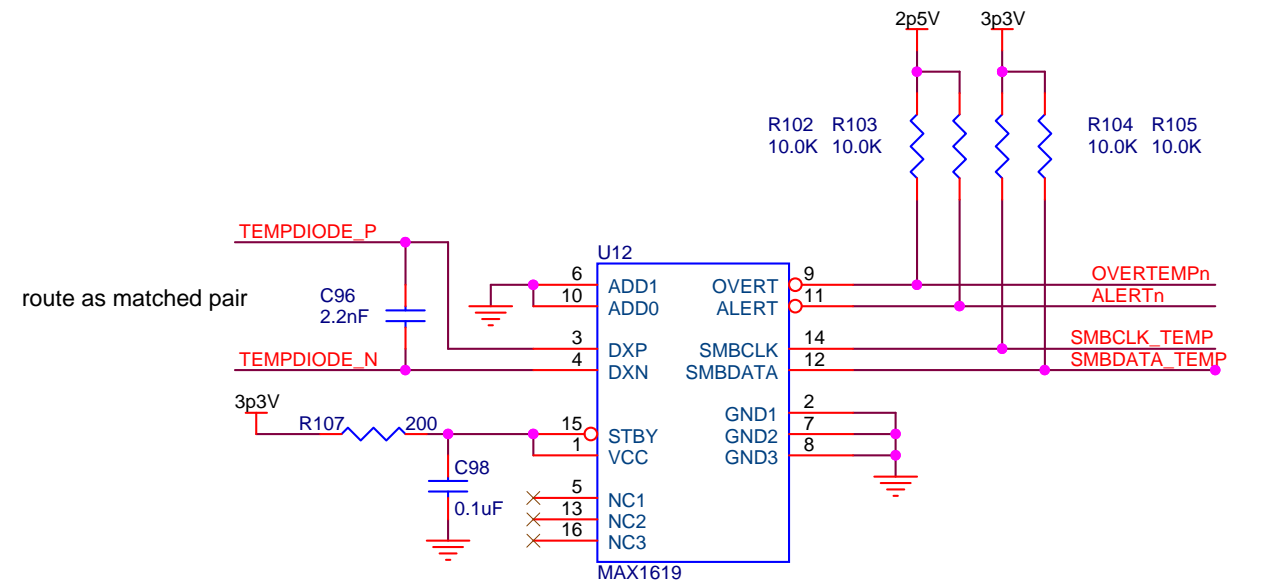 2p5V 3p3V
R102 R103 R104 R105
10.0K 10.0K 10.0K 10.0K
TEMPDIODE_P
U12
6 ADD1 OVERT 9 OVERTEMPn
10 ADD0 ALERT 11 ALERTn
route as matched pair
C96
2.2nF
3 DXP SMBCLK 14 SMBCLK_TEMP
TEMPDIODE_N 4 DXN SMBDATA 12 SMBDATA_TEMP
3p3V
GND1 2
R107 200 15 STBY GND2 7
1 VCC GND3 8
C98
0.1uF
5 NC1
13 NC2
16 NC3
MAX1619